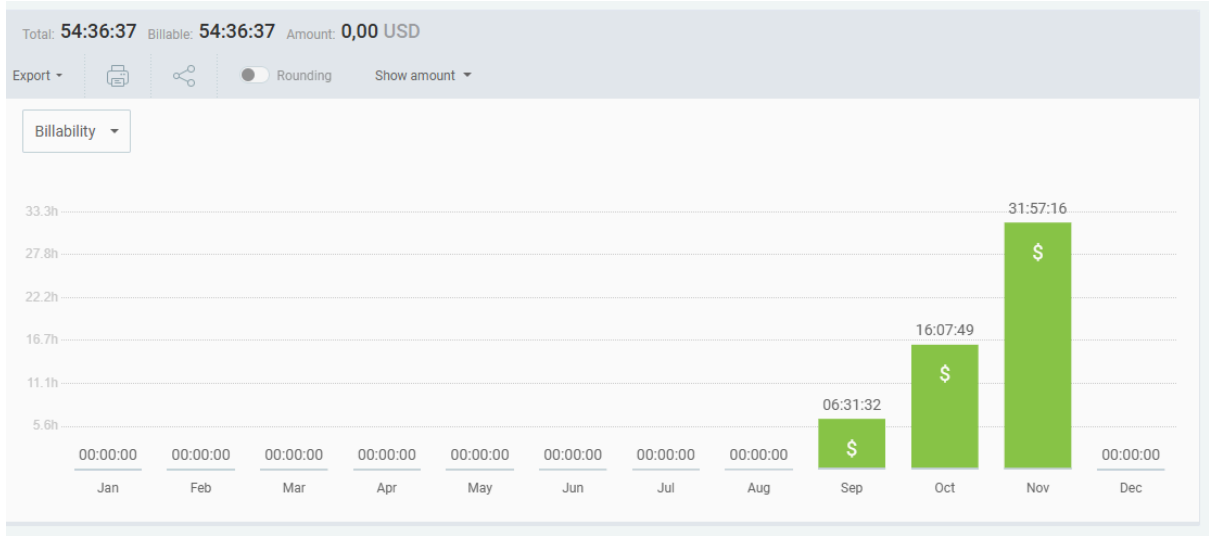 Total: 54:36:37 Billable: 54:36:37 Amount: 0,00 USD
Export Rounding Show amount
Billability
33.3h
31:57:16
27.8h
$
22.2h
16.7h
16:07:49
$
11.1h
06:31:32
5.6h
$
00:00:00 00:00:00 00:00:00 00:00:00 00:00:00 00:00:00 00:00:00 00:00:00 00:00:00
Jan Feb Mar Apr May Jun Jul Aug Sep Oct Nov Dec